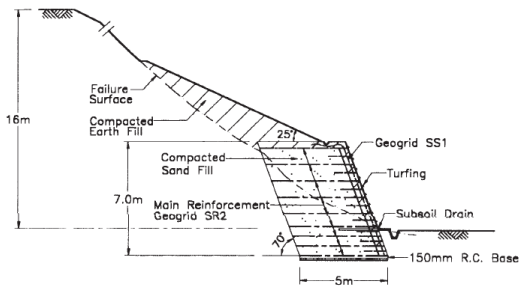 Failure
Surface
16m
Compacted
Earth Fill
25°
Geogrid SS1
Compacted
Sand Fill
Turfing
7.0m
Main Reinforcement
Geogrid SR2
Subsoil Drain
70°
150mm R.C. Base
5m